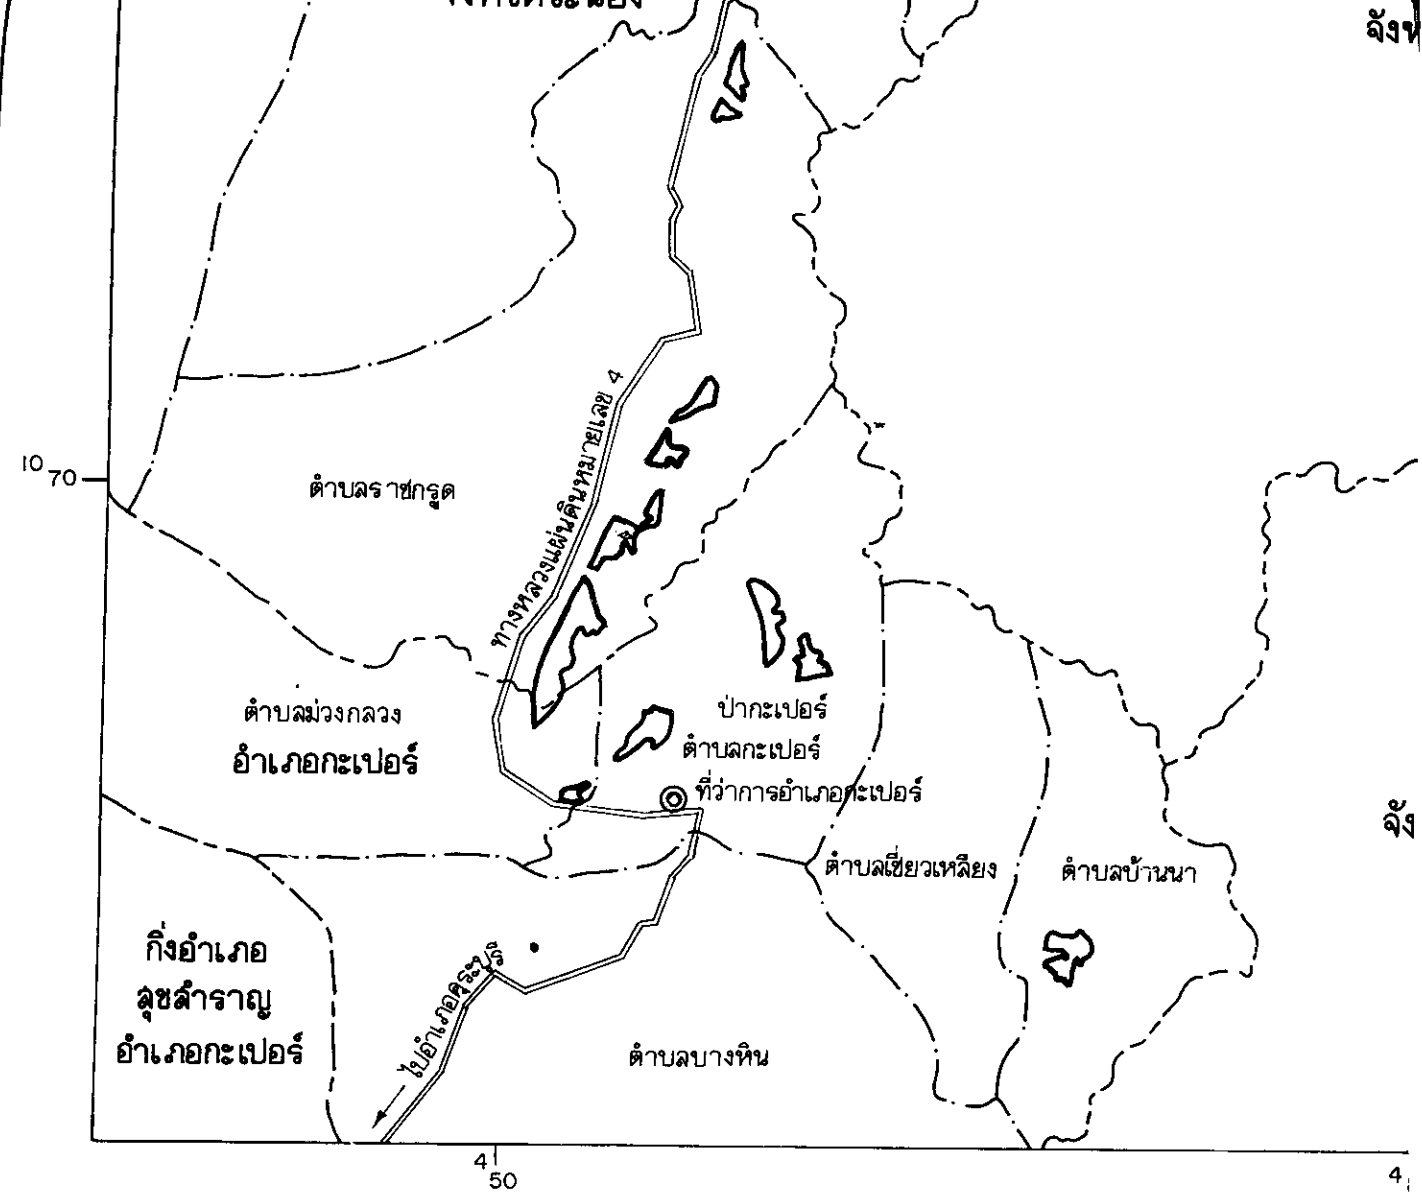 จังห
ทางหลวงแผ่นดินหมายเลข 4
10 70
ตำบลราชกรูด
ตำบลม่วงกลวง
อำเภอกะเปอร์
ป่ากะเปอร์
ตำบลกะเปอร์
ที่ว่าการอำเภอกะเปอร์
จัง
ตำบลเชี่ยวเหลียง
ตำบลบ้านนา
กิ่งอำเภอ
สุขสำราญ
อำเภอกะเปอร์
ไปอำเภอคุระบุรี
ตำบลบางหิน
4 50
4